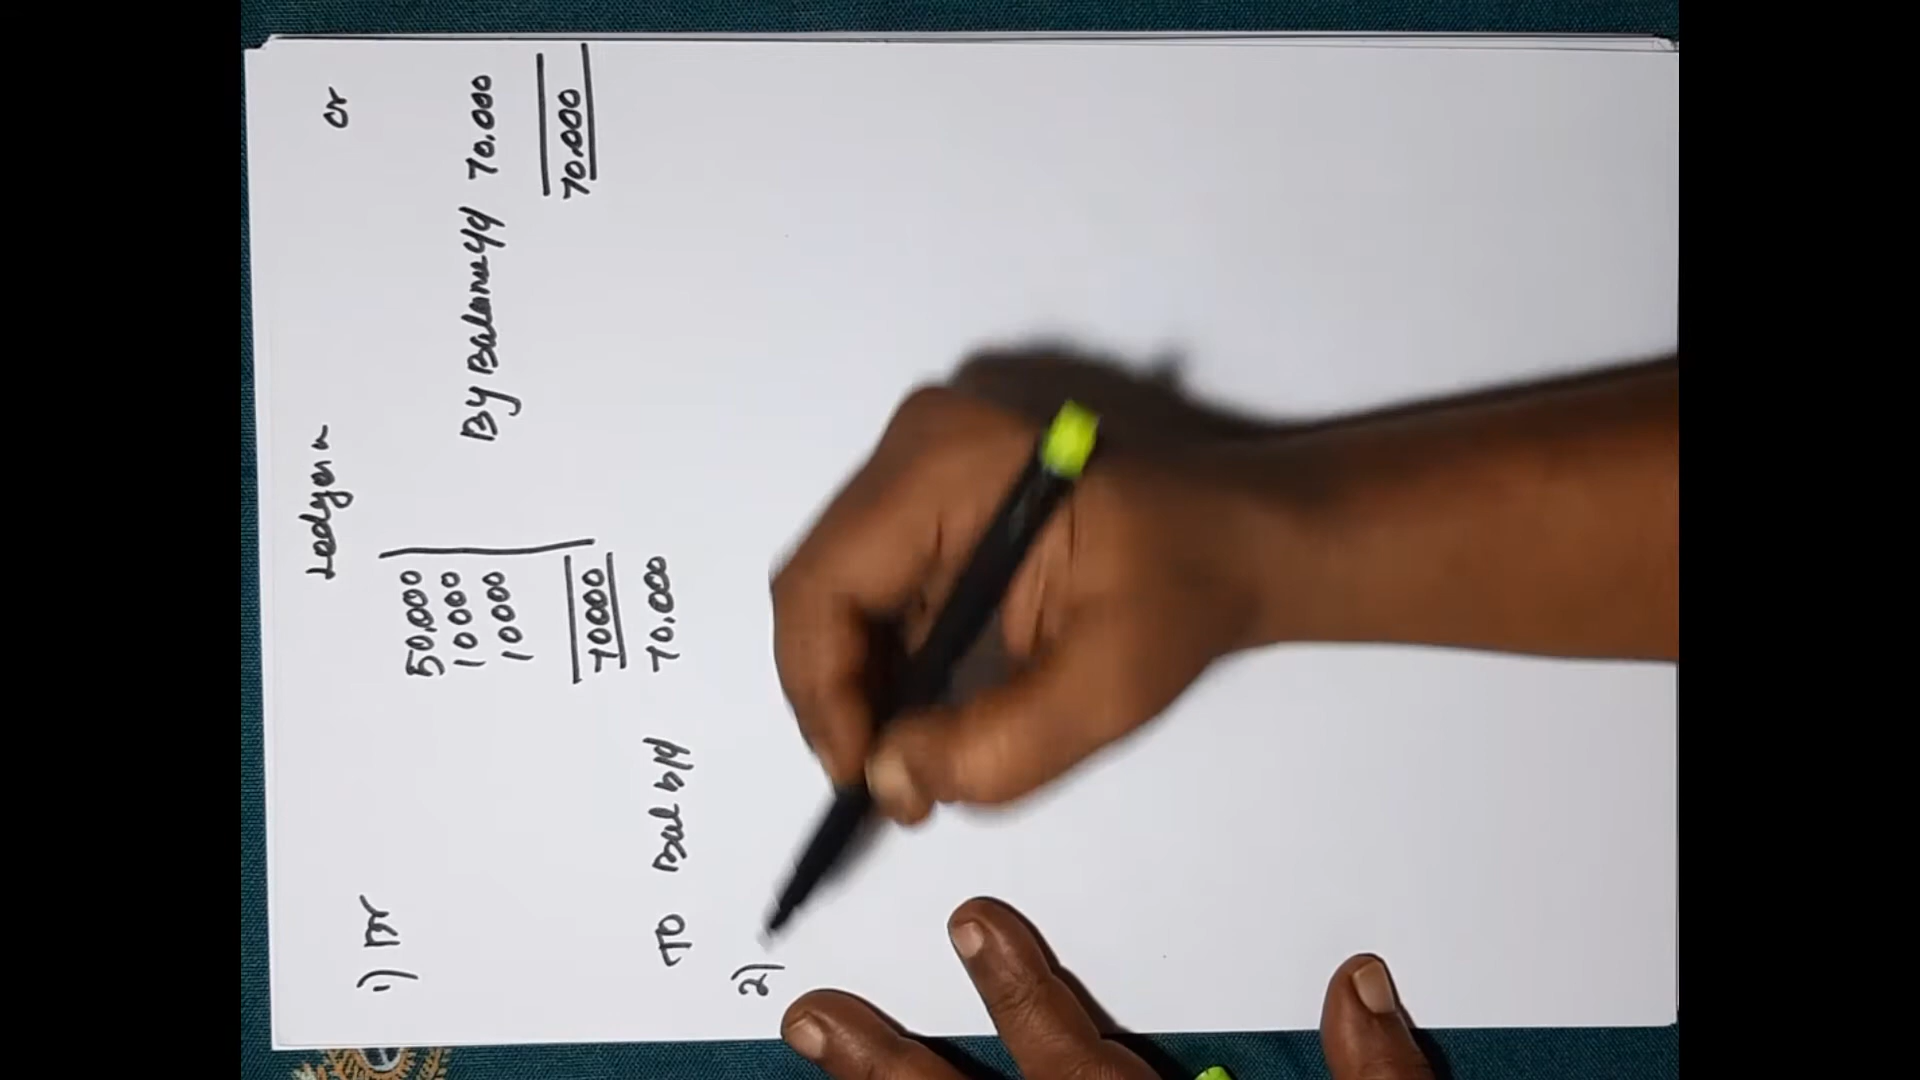 Leedger
1) Dr Cr
50,000
10000
10000 By Balance c/d 70.000
70000 70.000
To Bal b/d 70.000
2)